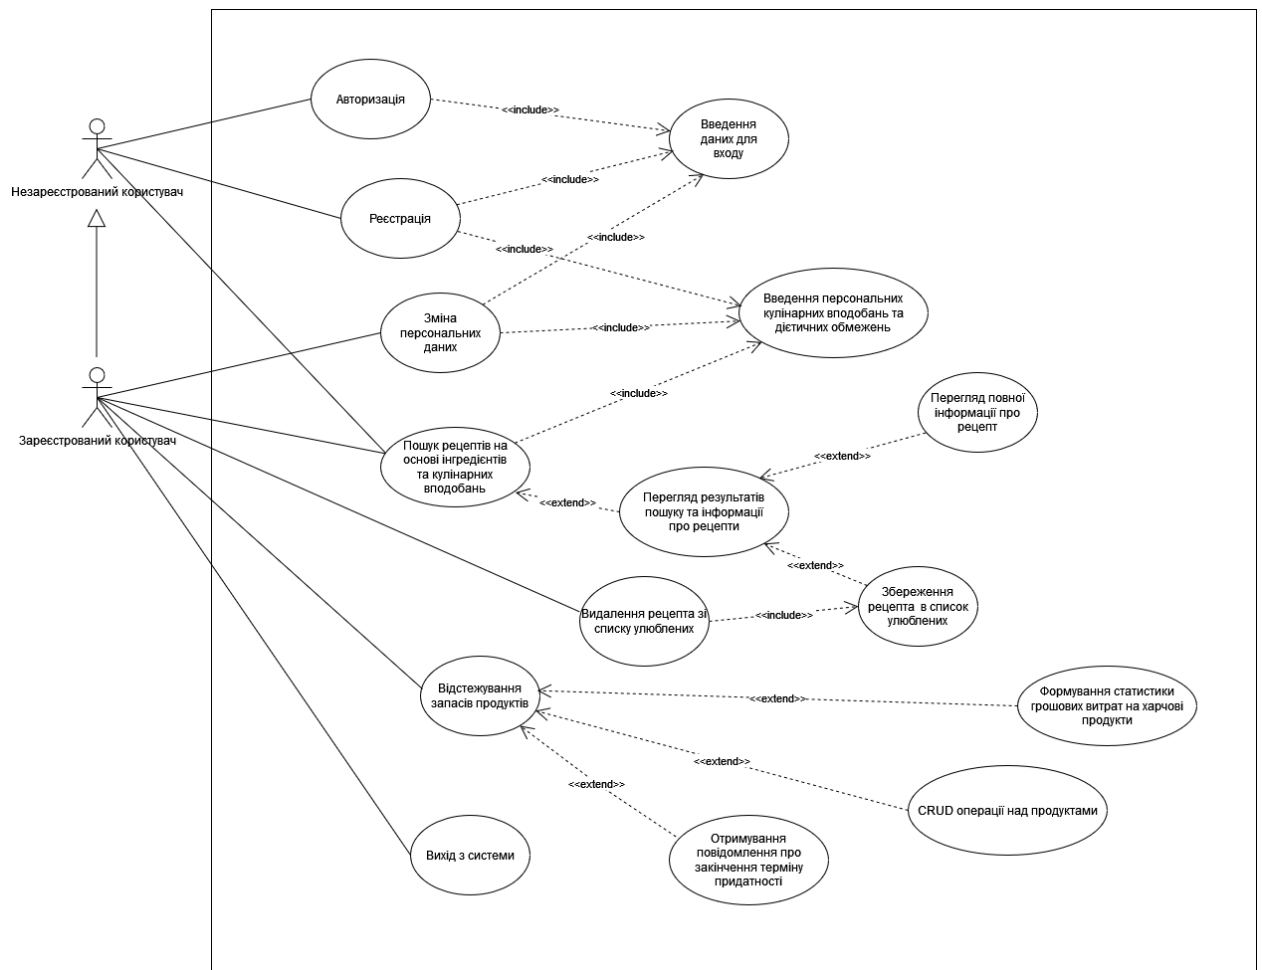 Авторизація
<<include>>
Введення
даних для
входу
Незареєстрований користувач
<<include>>
Реєстрація
<<include>>
<<include>>
Введення персональних
кулінарних вподобань та
дієтичних обмежень
Зміна
персональних
даних
<<include>>
<<include>>
Перегляд повної
інформації про
рецепт
Зареєстрований користувач
Пошук рецептів на
основі інгредієнтів
та кулінарних
вподобань
<<extend>>
<<extend>>
Перегляд результатів
пошуку та інформації
про рецепти
<<extend>>
Збереження
рецепта в список
улюблених
Видалення рецепта зі
списку улюблених
<<include>>
Відстежування
запасів продуктів
<<extend>>
Формування статистики
грошових витрат на харчові
продукти
<<extend>>
<<extend>>
CRUD операції над продуктами
Вихід з системи
Отримування
повідомлення про
закінчення терміну
придатності